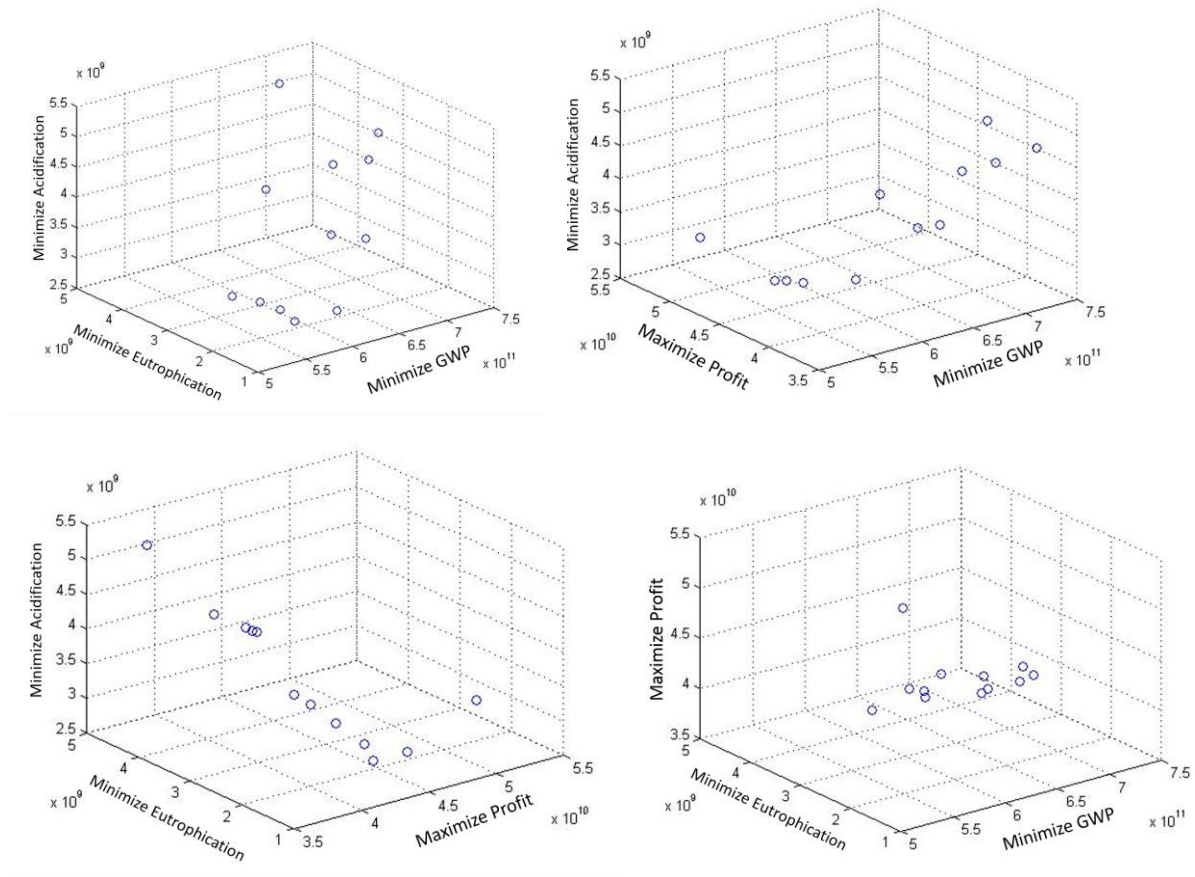 x 10^9
5.5
5
4.5
4
3.5
3
2.5
Minimize Acidification
5
4
3
2
1
x 10^9
Minimize Eutrophication
5
5.5
6
6.5
7
7.5
x 10^11
Minimize GWP
x 10^9
5.5
5
4.5
4
3.5
3
2.5
Minimize Acidification
5.5
5
4.5
4
3.5
x 10^10
Maximize Profit
5
5.5
6
6.5
7
7.5
x 10^11
Minimize GWP
x 10^9
5.5
5
4.5
4
3.5
3
2.5
Minimize Acidification
5
4
3
2
1
x 10^9
Minimize Eutrophication
3.5
4
4.5
5
5.5
x 10^10
Maximize Profit
x 10^10
5.5
5
4.5
4
3.5
Maximize Profit
5
4
3
2
1
x 10^9
Minimize Eutrophication
5
5.5
6
6.5
7
7.5
x 10^11
Minimize GWP